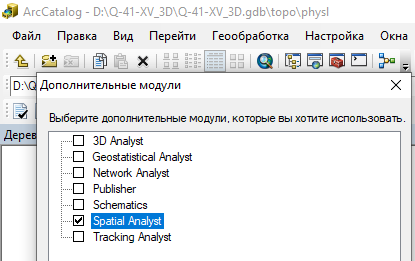 ArcCatalog - D:\Q-41-XV_3D\Q-41-XV_3D.gdb\topo\physl
Файл Правка Вид Перейти Геообработка Настройка Окна
D:\Q
Дополнительные модули
Выберите дополнительные модули, которые вы хотите использовать.
Дерев
3D Analyst
Geostatistical Analyst
Network Analyst
Publisher
Schematics
Spatial Analyst
Tracking Analyst